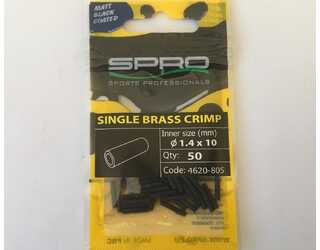 MATT
BLACK
COATED
SPRO
SPORTS PROFESSIONALS
SINGLE BRASS CRIMP
Inner size (mm)
Ø 1.4 x 10
Qty: 50
Code: 4620-805